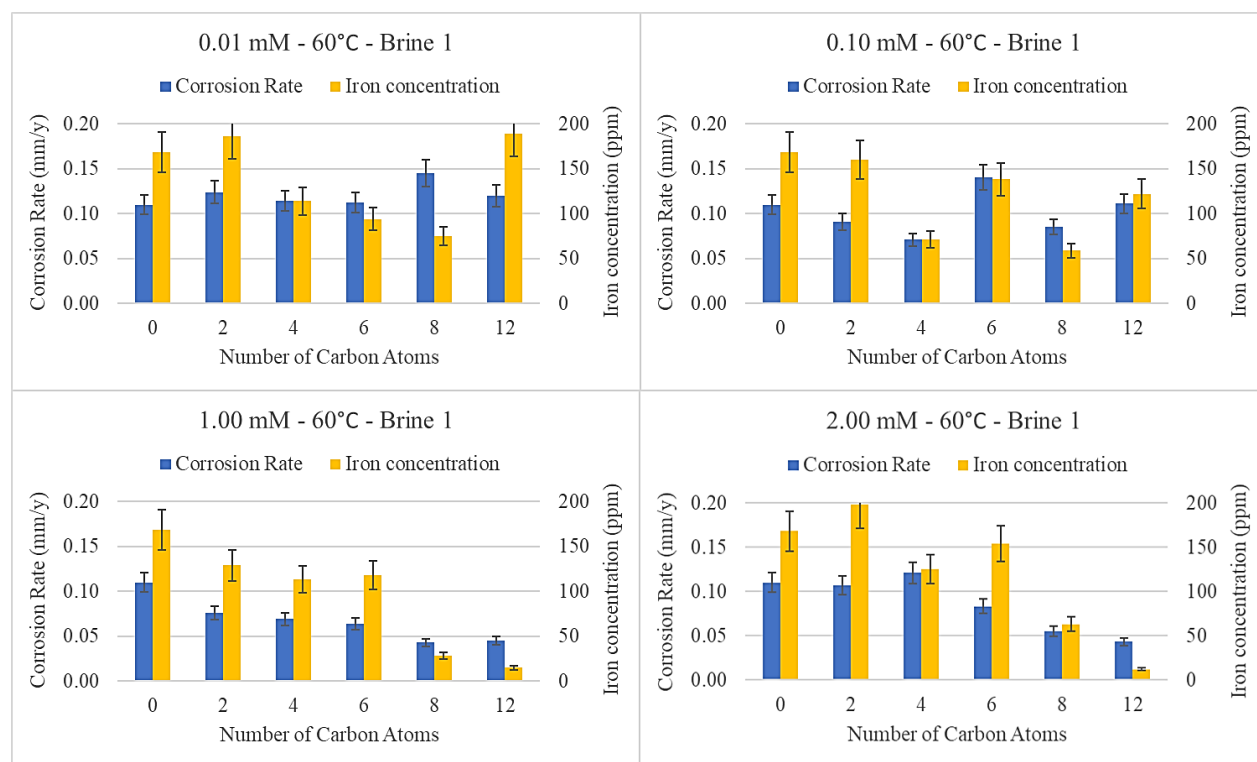 0.01 mM - 60°C - Brine 1
Corrosion Rate Iron concentration
Corrosion Rate (mm/y)
0.20
0.15
0.10
0.05
0.00
200
150
100
50
0
Iron concentration (ppm)
0 2 4 6 8 12
Number of Carbon Atoms
0.10 mM - 60°C - Brine 1
Corrosion Rate Iron concentration
Corrosion Rate (mm/y)
0.20
0.15
0.10
0.05
0.00
200
150
100
50
0
Iron concentration (ppm)
0 2 4 6 8 12
Number of Carbon Atoms
1.00 mM - 60°C - Brine 1
Corrosion Rate Iron concentration
Corrosion Rate (mm/y)
0.20
0.15
0.10
0.05
0.00
200
150
100
50
0
Iron concentration (ppm)
0 2 4 6 8 12
Number of Carbon Atoms
2.00 mM - 60°C - Brine 1
Corrosion Rate Iron concentration
Corrosion Rate (mm/y)
0.20
0.15
0.10
0.05
0.00
200
150
100
50
0
Iron concentration (ppm)
0 2 4 6 8 12
Number of Carbon Atoms